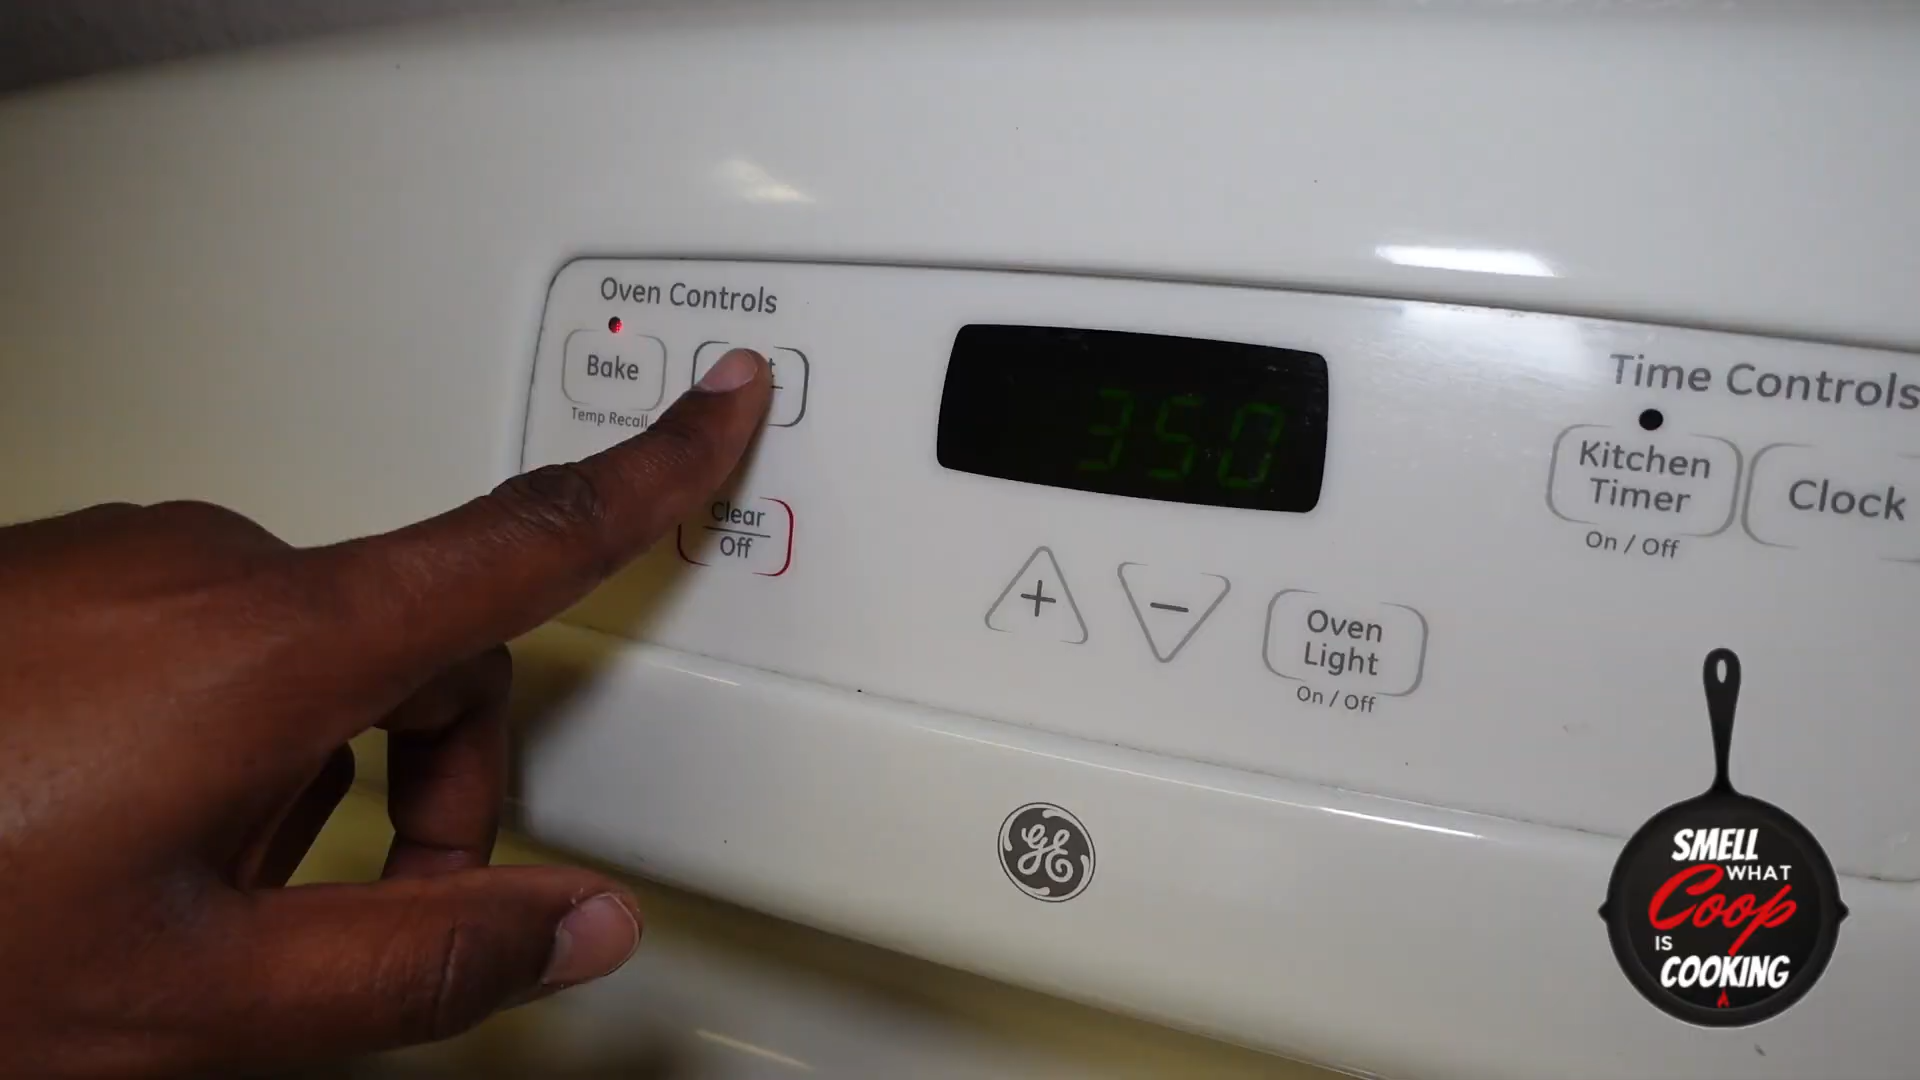 Oven Controls
Bake
Temp Recall
Clear
Off
350
+
−
Oven
Light
On / Off
Time Controls
Kitchen
Timer
On / Off
Clock
GE
SMELL
WHAT
Coop
IS
COOKING